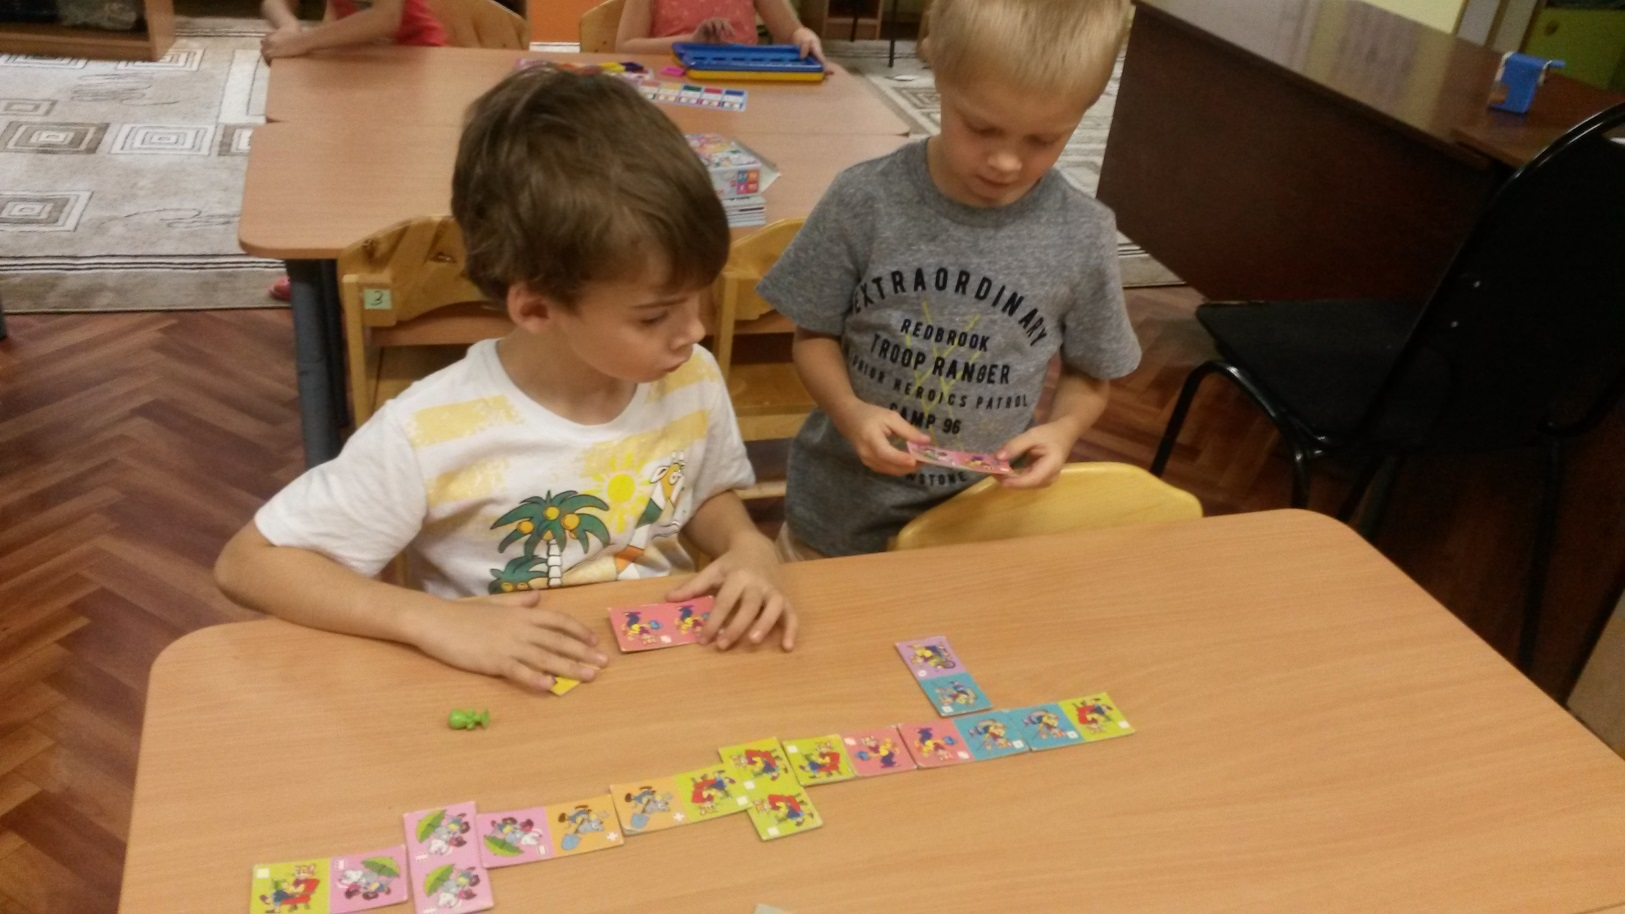 3
EXTRAORDINARY
REDBROOK
TROOP RANGER
HEROICS PATROL
CAMP 96